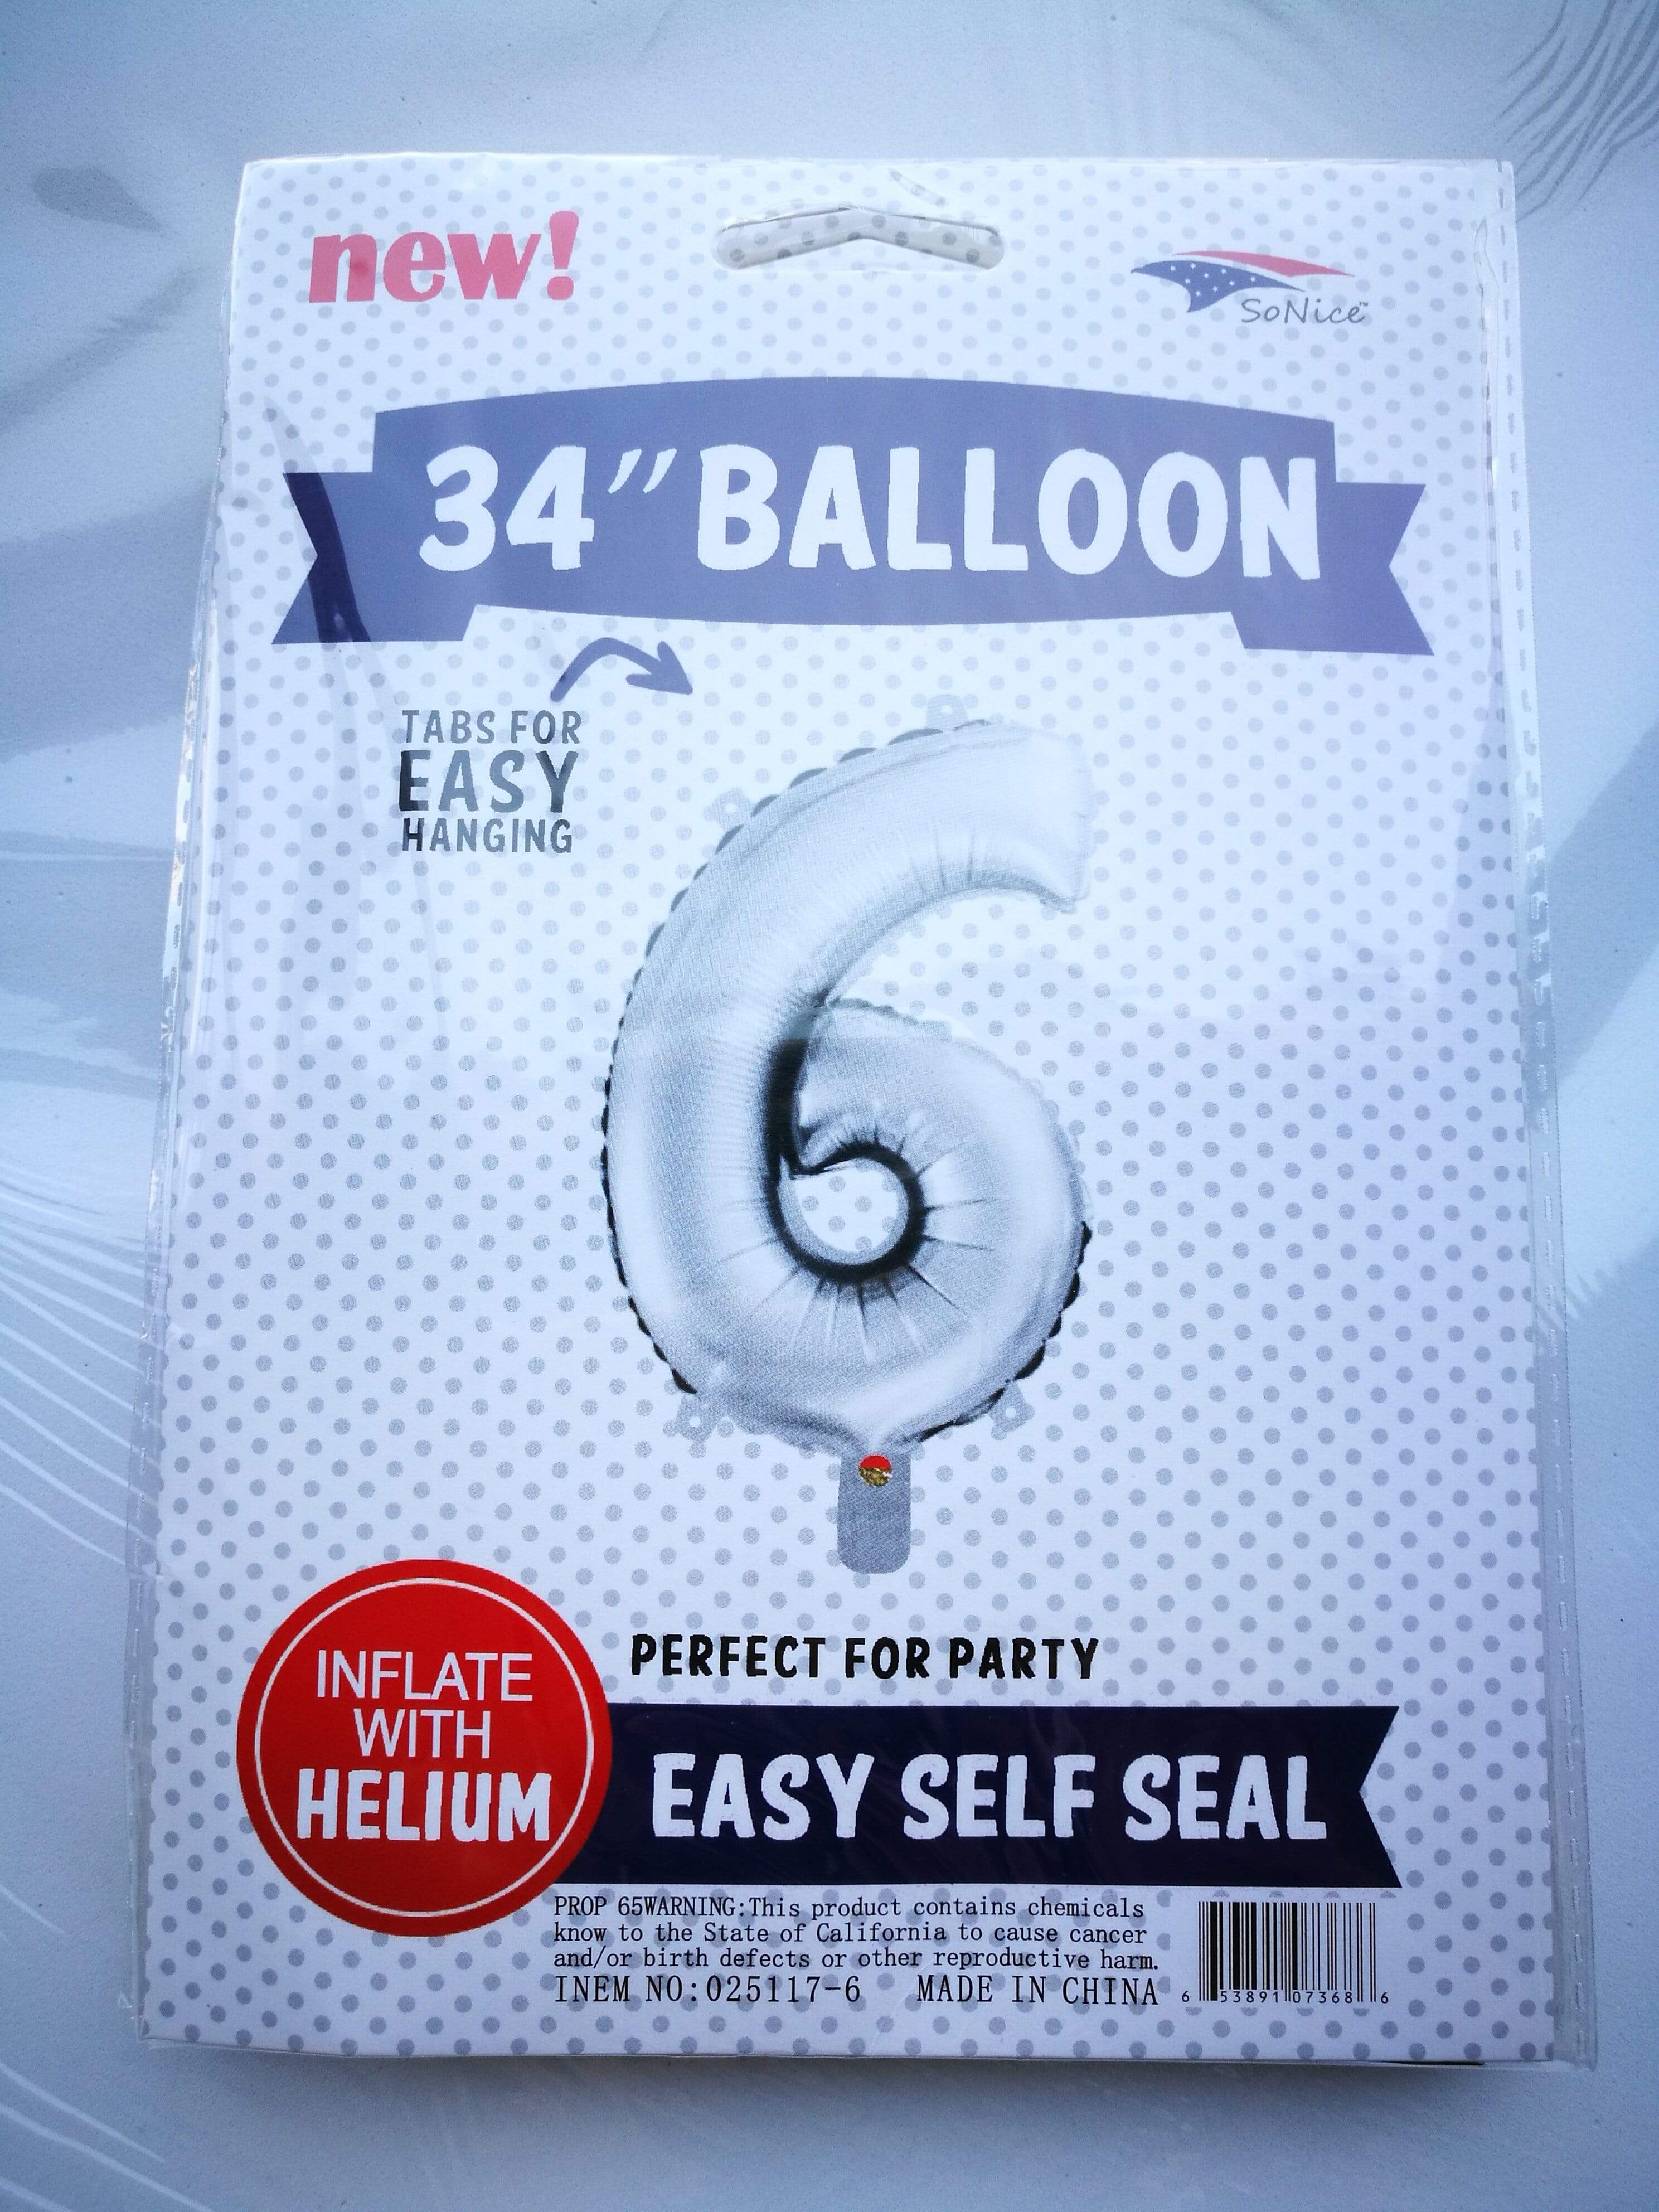 new!
SoNice™
34" BALLOON
TABS FOR
EASY
HANGING
INFLATE
WITH
HELIUM
PERFECT FOR PARTY
EASY SELF SEAL
PROP 65WARNING:This product contains chemicals
know to the State of California to cause cancer
and/or birth defects or other reproductive harm.
INEM NO:025117-6 MADE IN CHINA
6 53891 07368 6